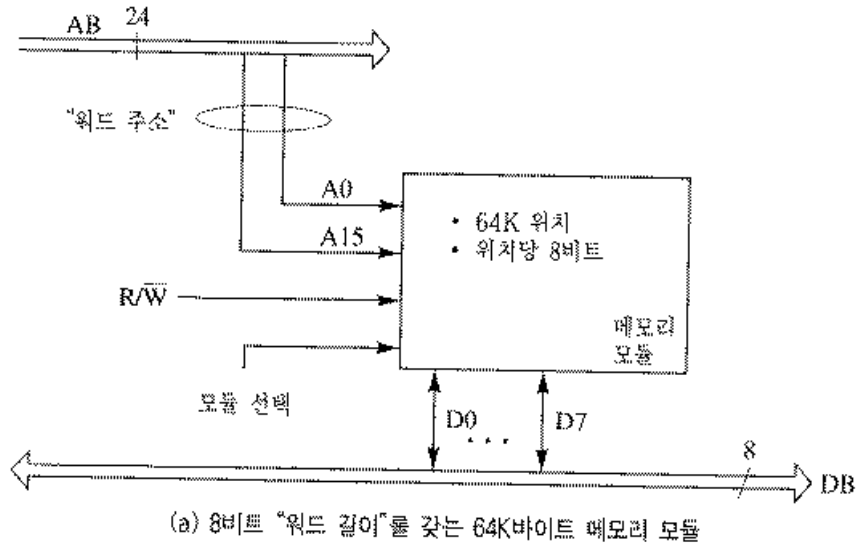 AB
24
"워드 주소"
A0
A15
R/W̅
• 64K 위치
• 위치당 8비트
메모리
모듈
모듈 선택
D0
...
D7
8
DB
(a) 8비트 "워드 길이"를 갖는 64K바이트 메모리 모듈